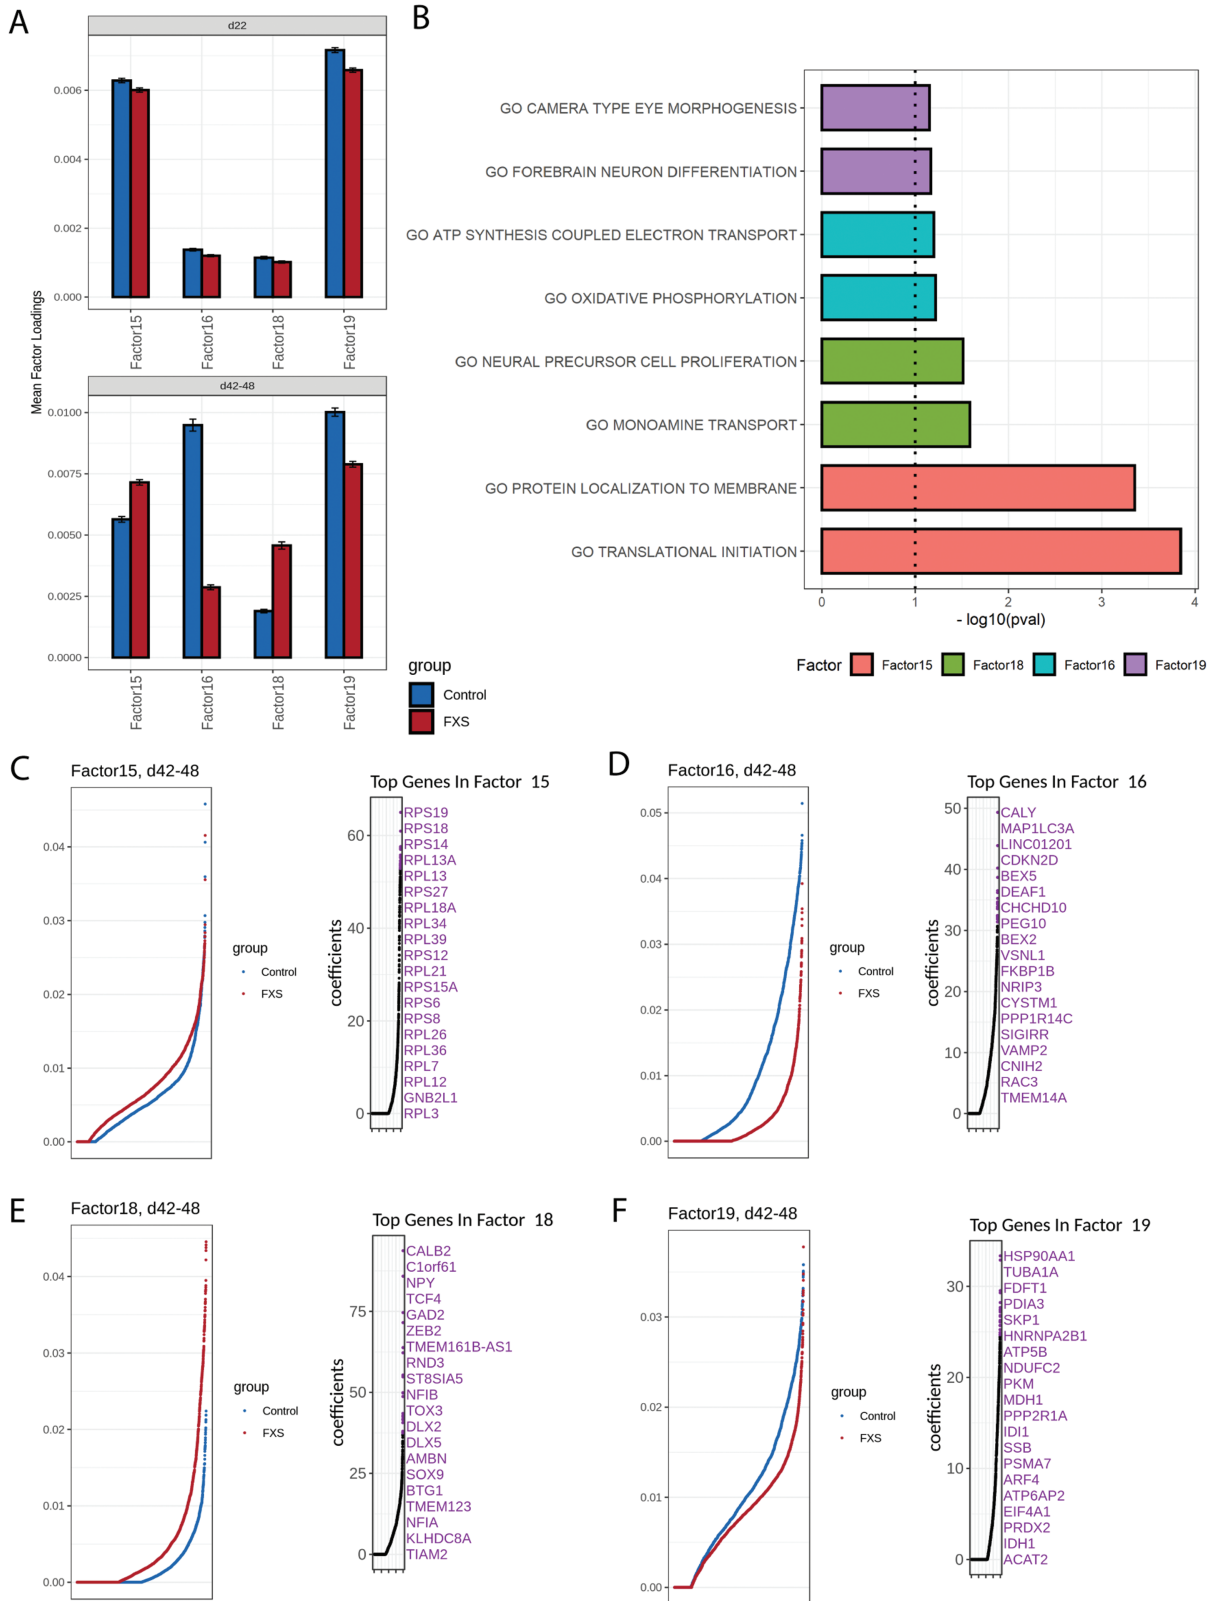 A
d22
0.006
0.004
0.002
0.000
Factor15
Factor16
Factor18
Factor19
Mean Factor Loadings
d42-48
0.0100
0.0075
0.0050
0.0025
0.0000
Factor15
Factor16
Factor18
Factor19
group
Control
FXS
B
GO CAMERA TYPE EYE MORPHOGENESIS
GO FOREBRAIN NEURON DIFFERENTIATION
GO ATP SYNTHESIS COUPLED ELECTRON TRANSPORT
GO OXIDATIVE PHOSPHORYLATION
GO NEURAL PRECURSOR CELL PROLIFERATION
GO MONOAMINE TRANSPORT
GO PROTEIN LOCALIZATION TO MEMBRANE
GO TRANSLATIONAL INITIATION
0 1 2 3 4
- log10(pval)
Factor Factor15 Factor18 Factor16 Factor19
C
Factor15, d42-48
0.04
0.03
0.02
0.01
0.00
group
Control
FXS
Top Genes In Factor 15
coefficients
60
40
20
0
RPS19
RPS18
RPS14
RPL13A
RPL13
RPS27
RPL18A
RPL34
RPL39
RPS12
RPL21
RPS15A
RPS6
RPS8
RPL26
RPL36
RPL7
RPL12
GNB2L1
RPL3
D
Factor16, d42-48
0.05
0.04
0.03
0.02
0.01
0.00
group
Control
FXS
Top Genes In Factor 16
coefficients
50
40
30
20
10
0
CALY
MAP1LC3A
LINC01201
CDKN2D
BEX5
DEAF1
CHCHD10
PEG10
BEX2
VSNL1
FKBP1B
NRIP3
CYSTM1
PPP1R14C
SIGIRR
VAMP2
CNIH2
RAC3
TMEM14A
E
Factor18, d42-48
0.04
0.03
0.02
0.01
0.00
group
Control
FXS
Top Genes In Factor 18
coefficients
75
50
25
0
CALB2
C1orf61
NPY
TCF4
GAD2
ZEB2
TMEM161B-AS1
RND3
ST8SIA5
NFIB
TOX3
DLX2
DLX5
AMBN
SOX9
BTG1
TMEM123
NFIA
KLHDC8A
TIAM2
F
Factor19, d42-48
0.03
0.02
0.01
0.00
group
Control
FXS
Top Genes In Factor 19
coefficients
30
20
10
0
HSP90AA1
TUBA1A
FDFT1
PDIA3
SKP1
HNRNPA2B1
ATP5B
NDUFC2
PKM
MDH1
PPP2R1A
IDI1
SSB
PSMA7
ARF4
ATP6AP2
EIF4A1
PRDX2
IDH1
ACAT2